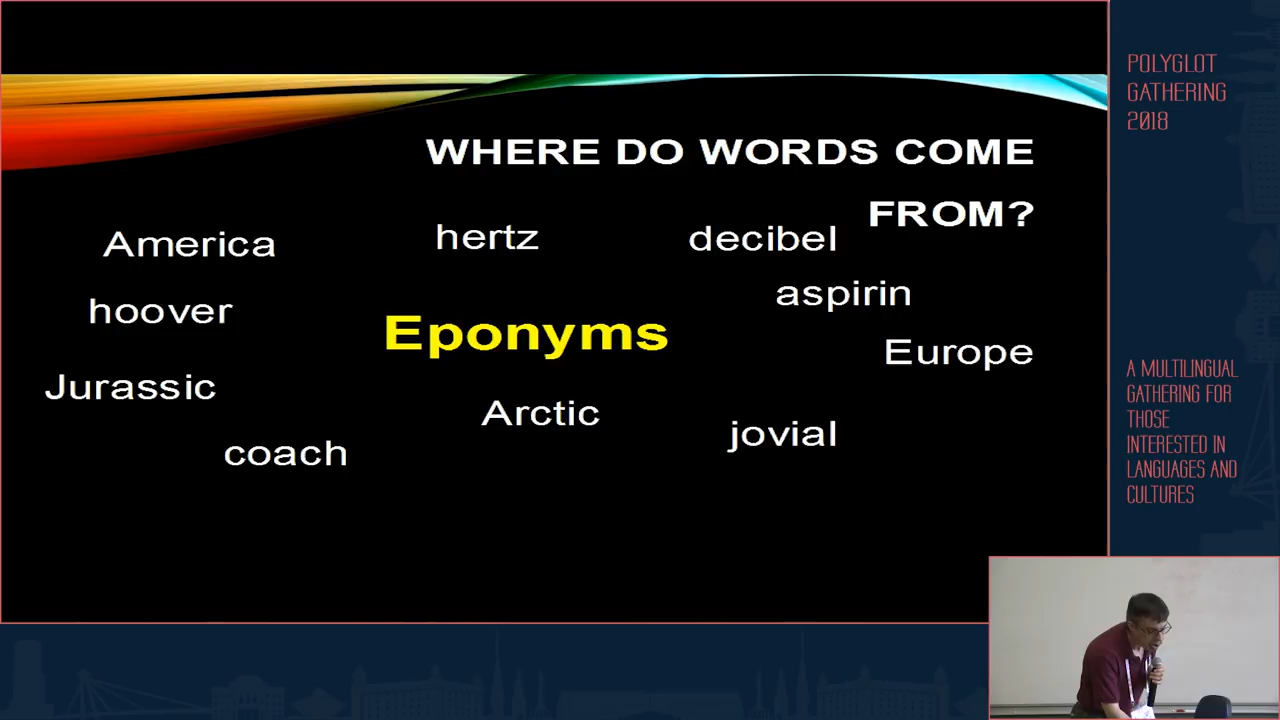 WHERE DO WORDS COME
FROM?
America
hertz
decibel
hoover
aspirin
Eponyms
Europe
Jurassic
Arctic
coach
jovial
POLYGLOT
GATHERING
2018
A MULTILINGUAL
GATHERING FOR
THOSE
INTERESTED IN
LANGUAGES AND
CULTURES